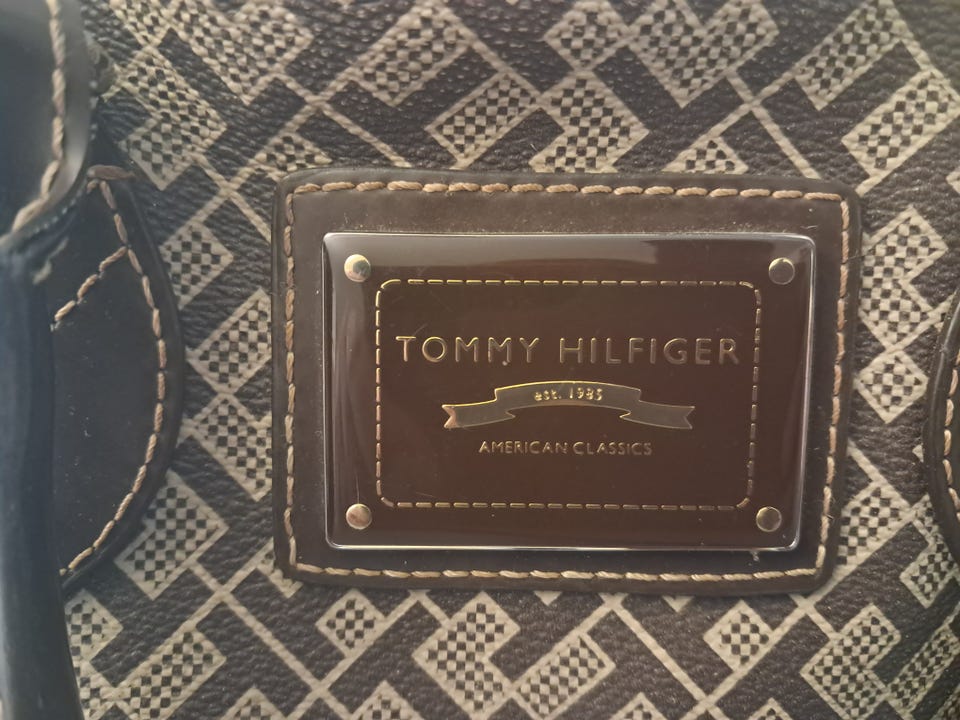 TOMMY HILFIGER
est. 1985
AMERICAN CLASSICS